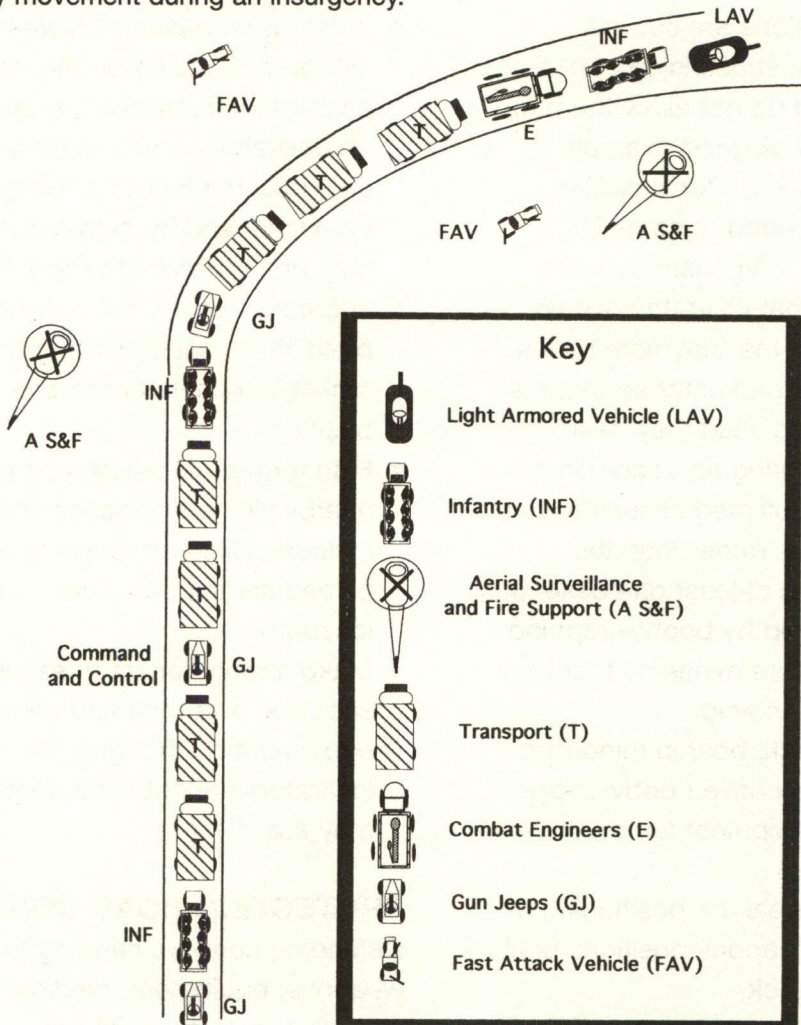 y movement during an insurgency.
LAV
INF
FAV
E
T
T
T
A S&F
FAV
GJ
INF
A S&F
T
T
Command
and Control
GJ
T
T
INF
GJ
Key
Light Armored Vehicle (LAV)
Infantry (INF)
Aerial Surveillance
and Fire Support (A S&F)
Transport (T)
Combat Engineers (E)
Gun Jeeps (GJ)
Fast Attack Vehicle (FAV)